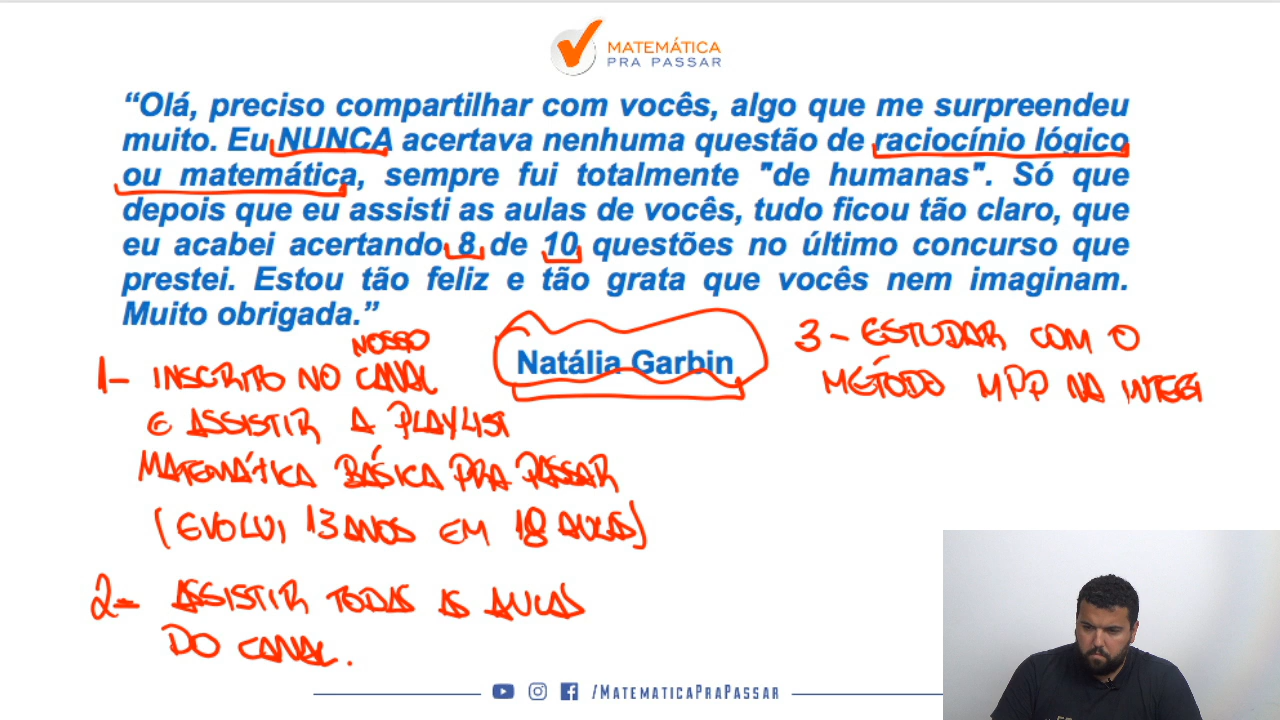 MATEMÁTICA
PRA PASSAR
“Olá, preciso compartilhar com vocês, algo que me surpreendeu
muito. Eu NUNCA acertava nenhuma questão de raciocínio lógico
ou matemática, sempre fui totalmente "de humanas". Só que
depois que eu assisti as aulas de vocês, tudo ficou tão claro, que
eu acabei acertando 8 de 10 questões no último concurso que
prestei. Estou tão feliz e tão grata que vocês nem imaginam.
Muito obrigada.”
Natália Garbin
NOSSO
1- INSCRITO NO CANAL
E ASSISTIR A PLAYLIST
MATEMÁTICA BÁSICA PRA PASSAR
(EVOLUI 13 ANOS EM 18 AULAS)
2- ASSISTIR TODAS AS AULAS
DO CANAL.
3- ESTUDAR COM O
MÉTODO MPP NA
/MATEMATICAPRAPASSAR